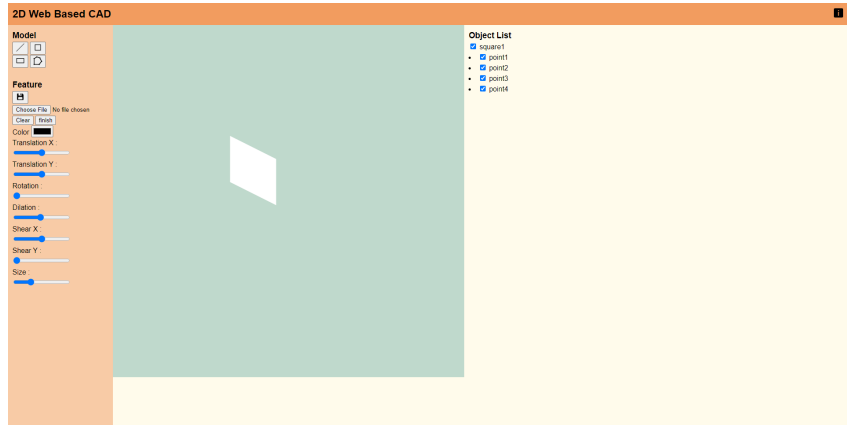 2D Web Based CAD
i
Model
Feature
Choose File No file chosen
Clear finish
Color
Translation X :
Translation Y :
Rotation :
Dilation :
Shear X :
Shear Y :
Size :
Object List
square1
point1
point2
point3
point4